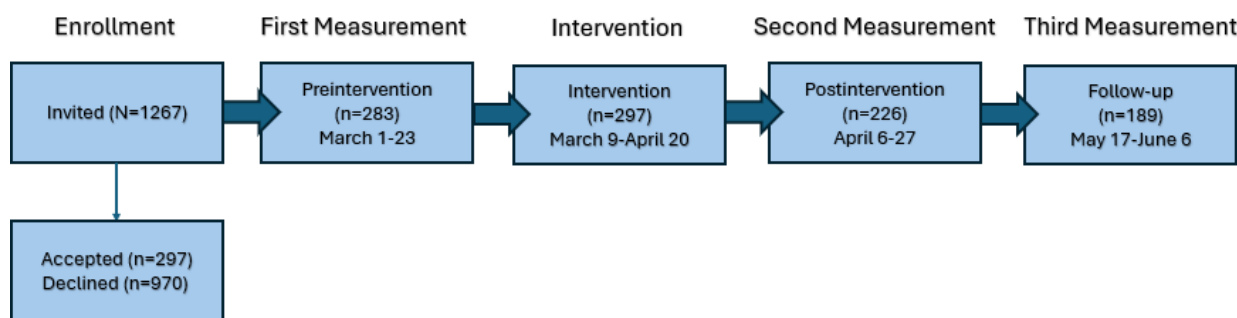 Enrollment
First Measurement
Intervention
Second Measurement
Third Measurement
Invited (N=1267)
Preintervention
(n=283)
March 1-23
Intervention
(n=297)
March 9-April 20
Postintervention
(n=226)
April 6-27
Follow-up
(n=189)
May 17-June 6
Accepted (n=297)
Declined (n=970)